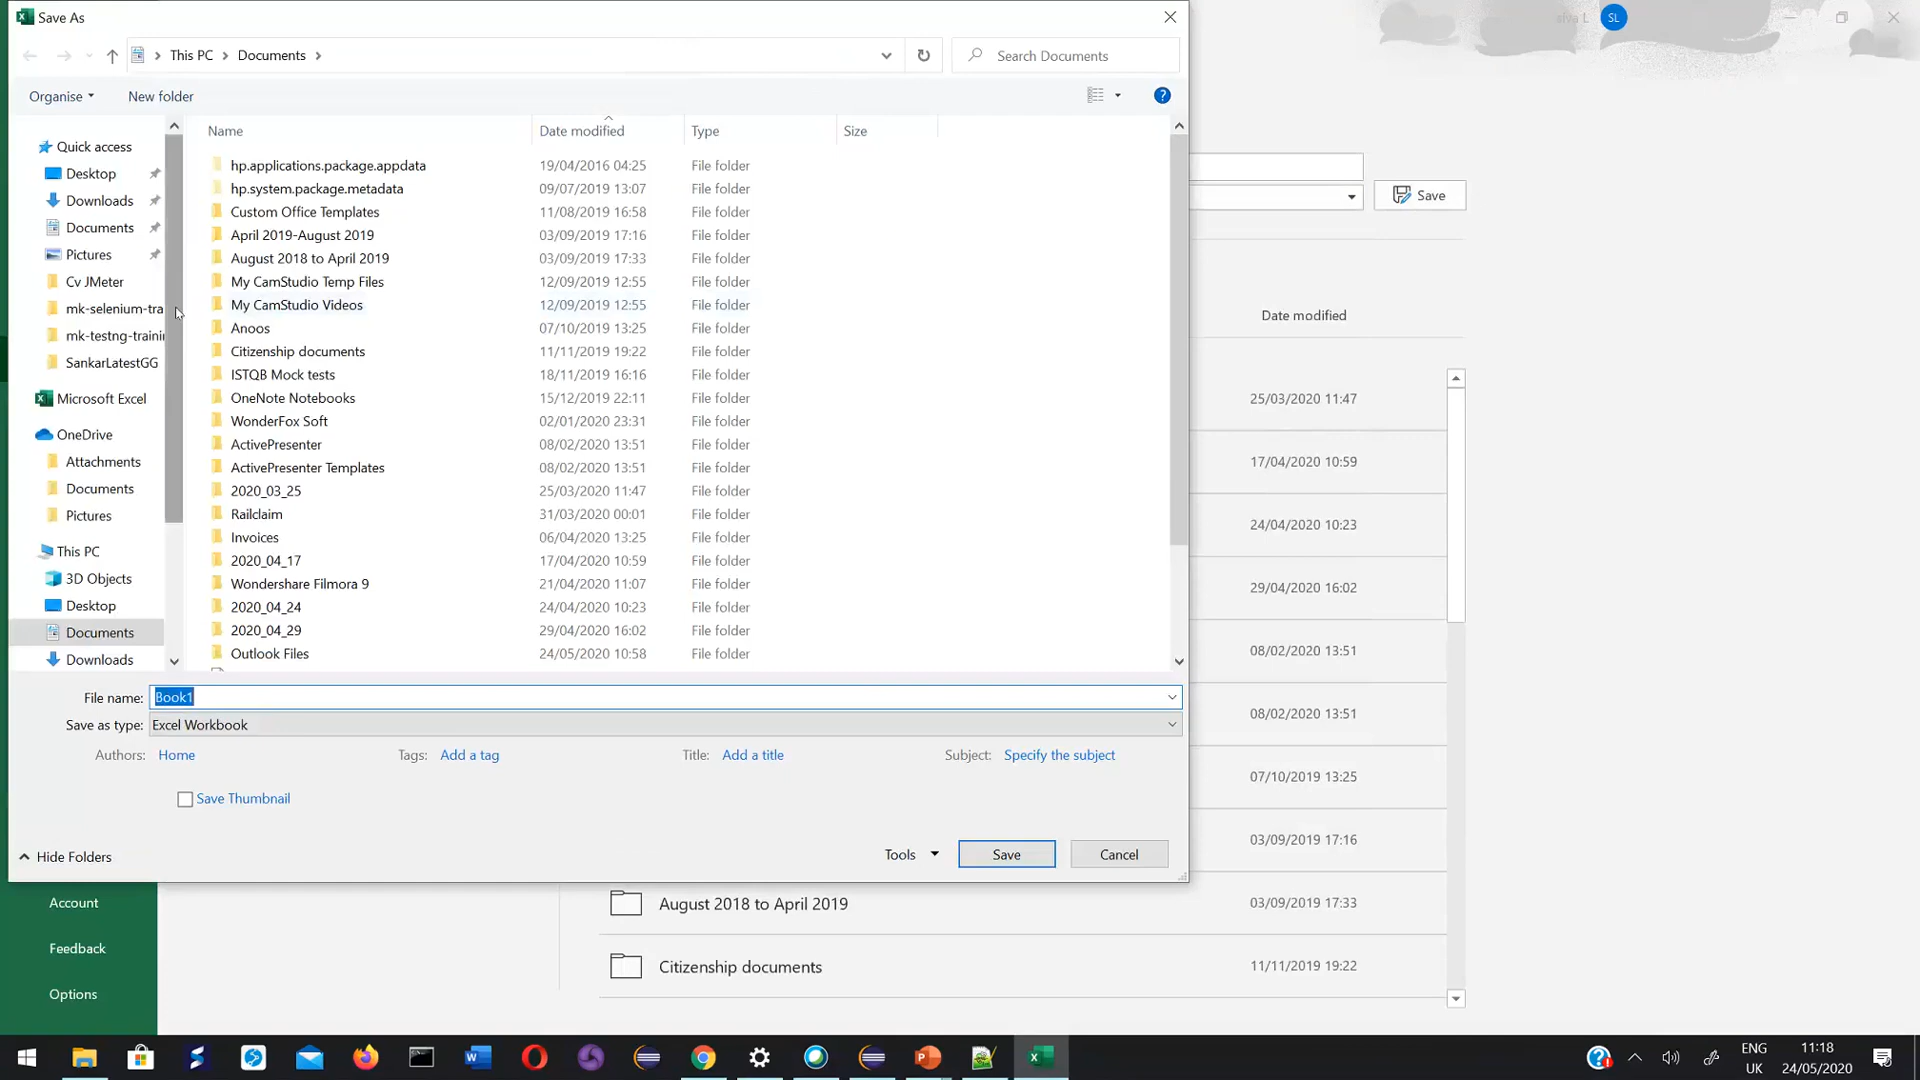 Save As
siva L
SL
This PC
Documents
Search Documents
Organise
New folder
Name
Date modified
Type
Size
Quick access
Desktop
Downloads
Documents
Pictures
Cv JMeter
mk-selenium-tra
mk-testng-traini
SankarLatestGG
Microsoft Excel
OneDrive
Attachments
Documents
Pictures
This PC
3D Objects
Desktop
Documents
Downloads
hp.applications.package.appdata 19/04/2016 04:25 File folder
hp.system.package.metadata 09/07/2019 13:07 File folder
Custom Office Templates 11/08/2019 16:58 File folder
April 2019-August 2019 03/09/2019 17:16 File folder
August 2018 to April 2019 03/09/2019 17:33 File folder
My CamStudio Temp Files 12/09/2019 12:55 File folder
My CamStudio Videos 12/09/2019 12:55 File folder
Anoos 07/10/2019 13:25 File folder
Citizenship documents 11/11/2019 19:22 File folder
ISTQB Mock tests 18/11/2019 16:16 File folder
OneNote Notebooks 15/12/2019 22:11 File folder
WonderFox Soft 02/01/2020 23:31 File folder
ActivePresenter 08/02/2020 13:51 File folder
ActivePresenter Templates 08/02/2020 13:51 File folder
2020_03_25 25/03/2020 11:47 File folder
Railclaim 31/03/2020 00:01 File folder
Invoices 06/04/2020 13:25 File folder
2020_04_17 17/04/2020 10:59 File folder
Wondershare Filmora 9 21/04/2020 11:07 File folder
2020_04_24 24/04/2020 10:23 File folder
2020_04_29 29/04/2020 16:02 File folder
Outlook Files 24/05/2020 10:58 File folder
File name: Book1
Save as type: Excel Workbook
Authors: Home
Tags: Add a tag
Title: Add a title
Subject: Specify the subject
Save Thumbnail
Hide Folders
Tools
Save
Cancel
Save
Date modified
25/03/2020 11:47
17/04/2020 10:59
24/04/2020 10:23
29/04/2020 16:02
08/02/2020 13:51
08/02/2020 13:51
07/10/2019 13:25
03/09/2019 17:16
August 2018 to April 2019 03/09/2019 17:33
Citizenship documents 11/11/2019 19:22
Account
Feedback
Options
ENG
UK
11:18
24/05/2020